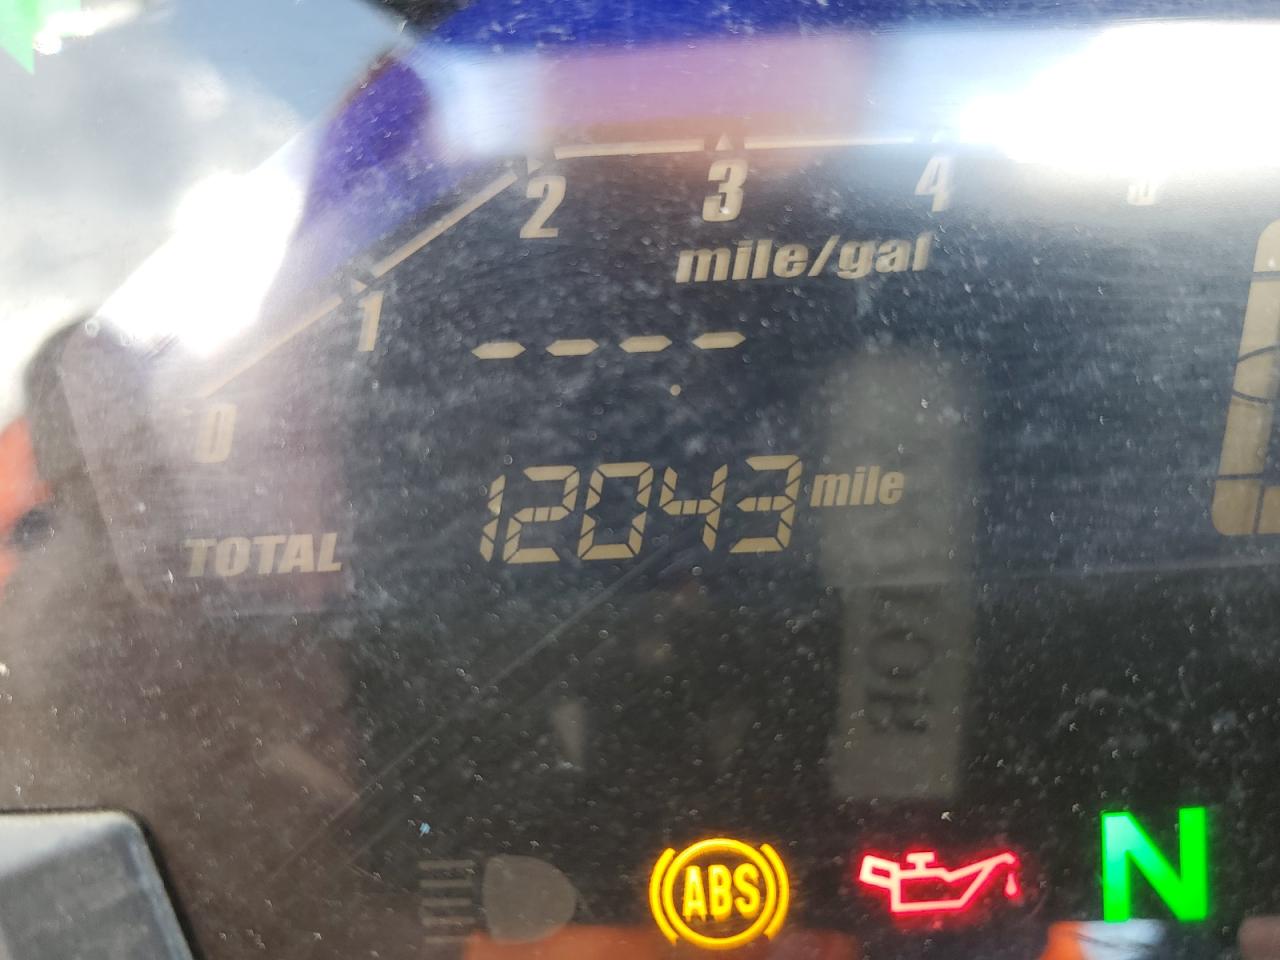 2 3 4
mile/gal
1
----
0
12043 mile
TOTAL
ABS N